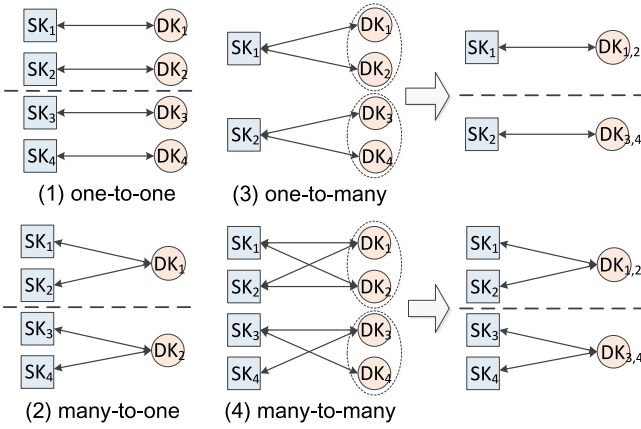 SK1 DK1
SK2 DK2
SK3 DK3
SK4 DK4
(1) one-to-one
SK1 DK1
DK2
SK2 DK3
DK4
(3) one-to-many
SK1 DK1,2
SK2 DK3,4
SK1
SK2 DK1
SK3
SK4 DK2
(2) many-to-one
SK1 DK1
SK2 DK2
SK3 DK3
SK4 DK4
(4) many-to-many
SK1
SK2 DK1,2
SK3
SK4 DK3,4